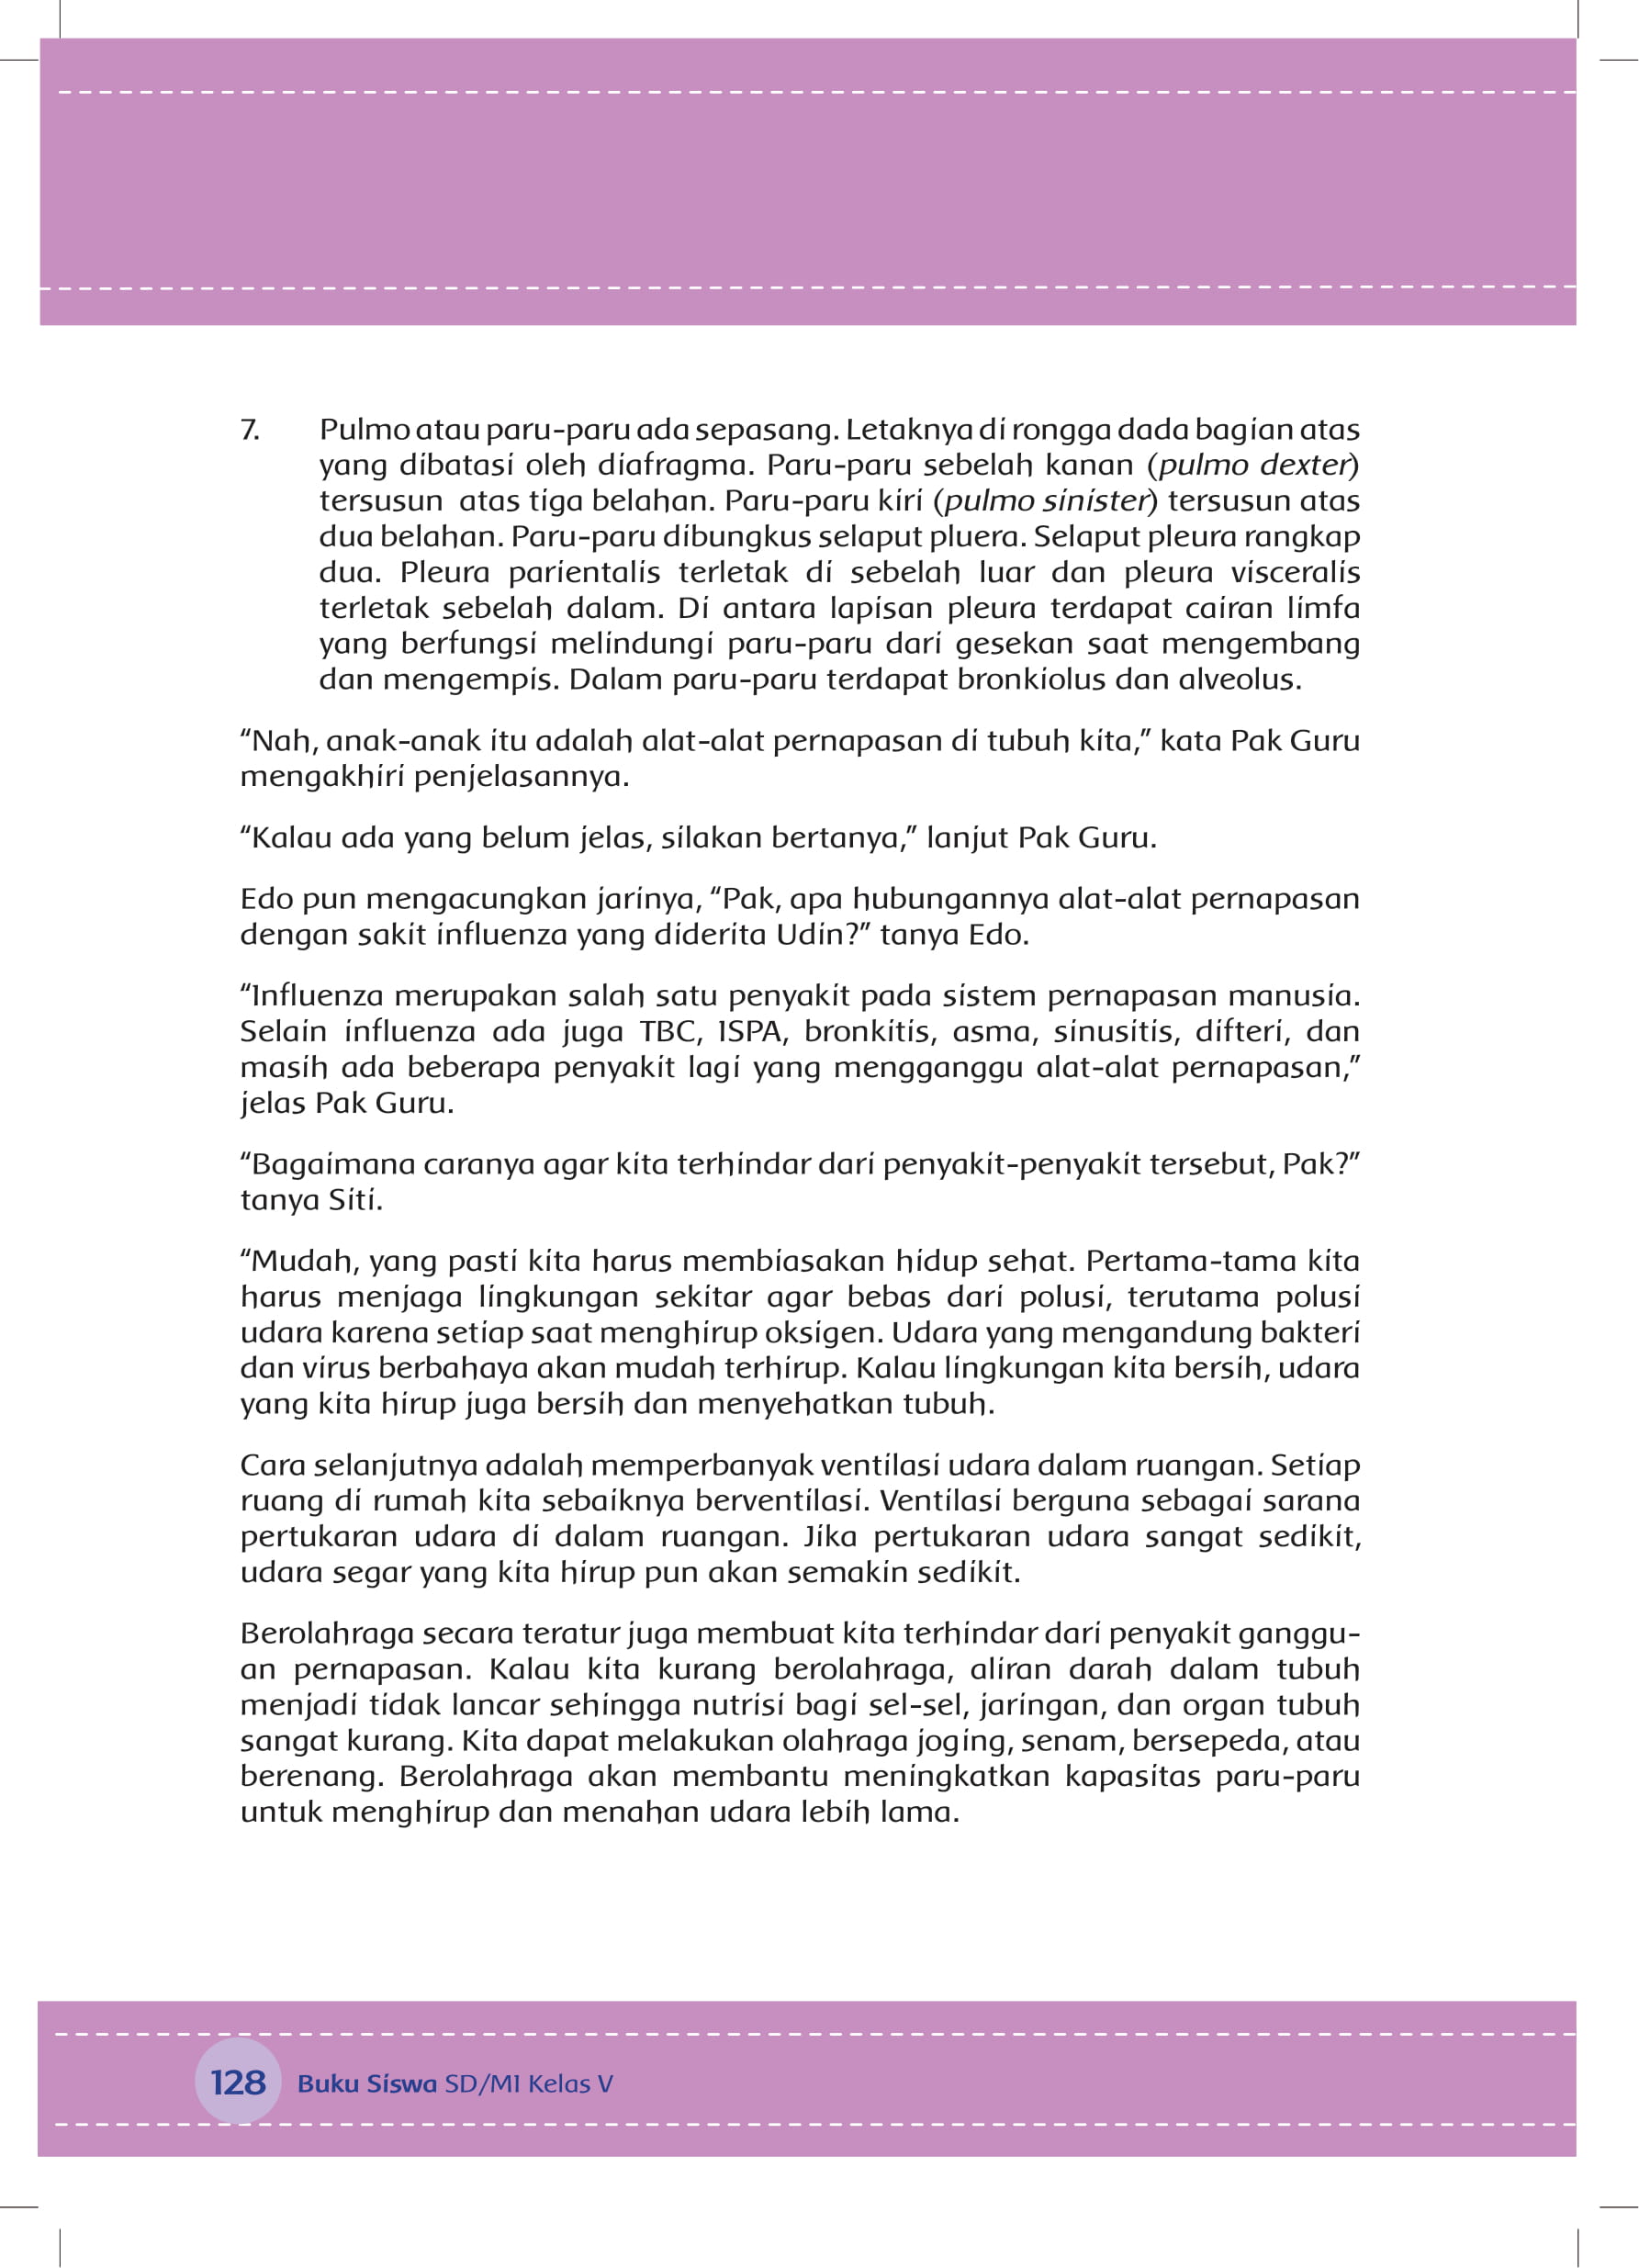 7. Pulmo atau paru-paru ada sepasang. Letaknya di rongga dada bagian atas
yang dibatasi oleh diafragma. Paru-paru sebelah kanan (pulmo dexter)
tersusun atas tiga belahan. Paru-paru kiri (pulmo sinister) tersusun atas
dua belahan. Paru-paru dibungkus selaput pluera. Selaput pleura rangkap
dua. Pleura parientalis terletak di sebelah luar dan pleura visceralis
terletak sebelah dalam. Di antara lapisan pleura terdapat cairan limfa
yang berfungsi melindungi paru-paru dari gesekan saat mengembang
dan mengempis. Dalam paru-paru terdapat bronkiolus dan alveolus.
“Nah, anak-anak itu adalah alat-alat pernapasan di tubuh kita,” kata Pak Guru
mengakhiri penjelasannya.
“Kalau ada yang belum jelas, silakan bertanya,” lanjut Pak Guru.
Edo pun mengacungkan jarinya, “Pak, apa hubungannya alat-alat pernapasan
dengan sakit influenza yang diderita Udin?” tanya Edo.
“Influenza merupakan salah satu penyakit pada sistem pernapasan manusia.
Selain influenza ada juga TBC, ISPA, bronkitis, asma, sinusitis, difteri, dan
masih ada beberapa penyakit lagi yang mengganggu alat-alat pernapasan,”
jelas Pak Guru.
“Bagaimana caranya agar kita terhindar dari penyakit-penyakit tersebut, Pak?”
tanya Siti.
“Mudah, yang pasti kita harus membiasakan hidup sehat. Pertama-tama kita
harus menjaga lingkungan sekitar agar bebas dari polusi, terutama polusi
udara karena setiap saat menghirup oksigen. Udara yang mengandung bakteri
dan virus berbahaya akan mudah terhirup. Kalau lingkungan kita bersih, udara
yang kita hirup juga bersih dan menyehatkan tubuh.
Cara selanjutnya adalah memperbanyak ventilasi udara dalam ruangan. Setiap
ruang di rumah kita sebaiknya berventilasi. Ventilasi berguna sebagai sarana
pertukaran udara di dalam ruangan. Jika pertukaran udara sangat sedikit,
udara segar yang kita hirup pun akan semakin sedikit.
Berolahraga secara teratur juga membuat kita terhindar dari penyakit ganggu-
an pernapasan. Kalau kita kurang berolahraga, aliran darah dalam tubuh
menjadi tidak lancar sehingga nutrisi bagi sel-sel, jaringan, dan organ tubuh
sangat kurang. Kita dapat melakukan olahraga joging, senam, bersepeda, atau
berenang. Berolahraga akan membantu meningkatkan kapasitas paru-paru
untuk menghirup dan menahan udara lebih lama.
128 Buku Siswa SD/MI Kelas V